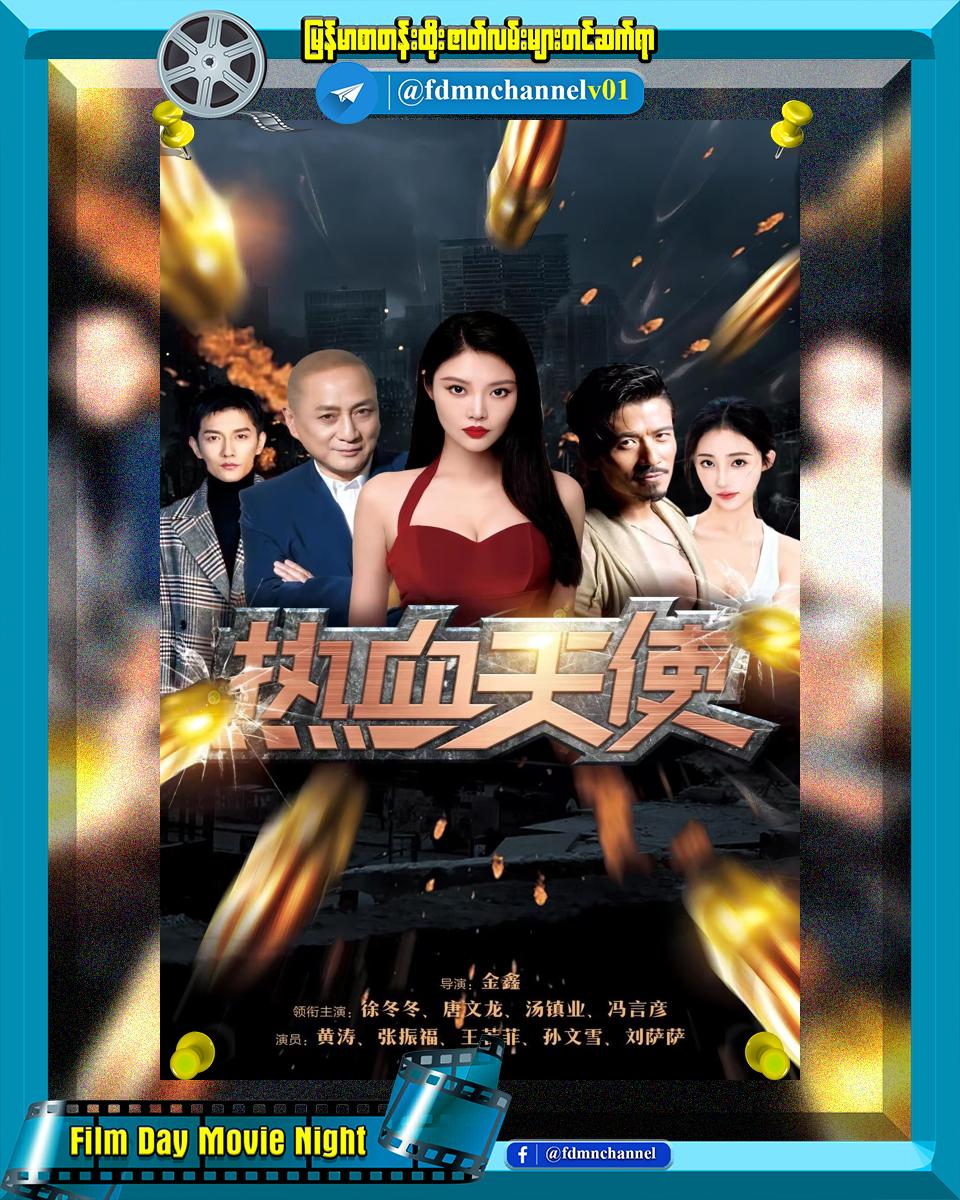 မြန်မာစာတန်းထိုးဇာတ်လမ်းများတင်ဆက်ရာ
@fdmnchannelv01
热血天使
导演：金鑫
领衔主演：徐冬冬、唐文龙、汤镇业、冯言彦
演员：黄涛、张振福、王芊菲、孙文雪、刘萨萨
Film Day Movie Night
f @fdmnchannel